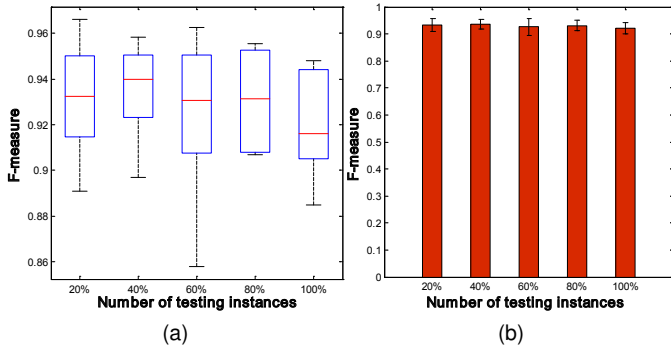 0.96
0.94
0.92
0.9
0.88
0.86
F-measure
20% 40% 60% 80% 100%
Number of testing instances
(a)
1
0.9
0.8
0.7
0.6
0.5
0.4
0.3
0.2
0.1
0
F-measure
20% 40% 60% 80% 100%
Number of testing instances
(b)